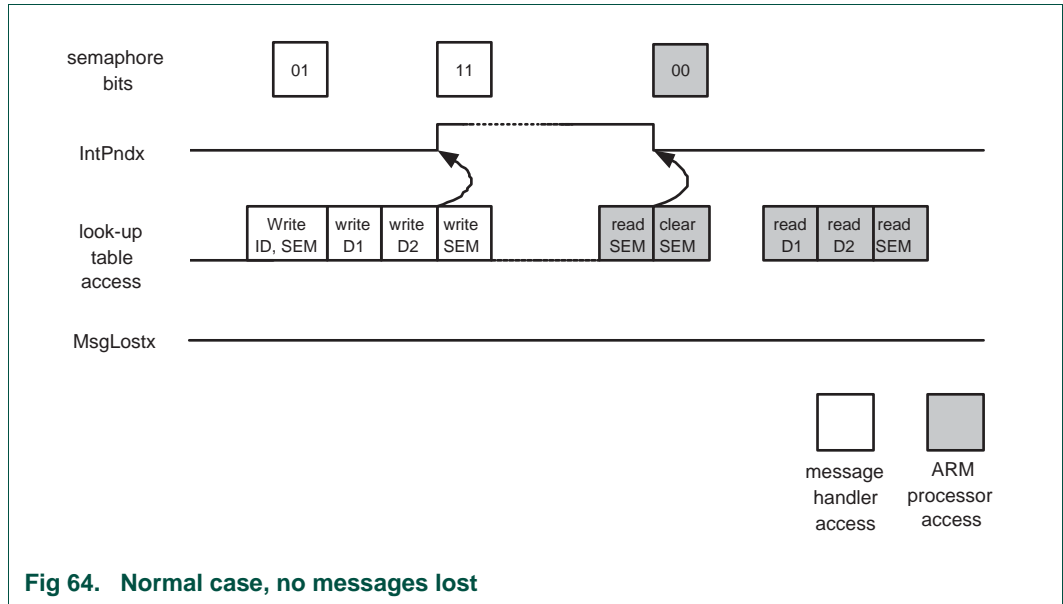 semaphore
bits
01
11
00
IntPndx
look-up
table
access
Write
ID, SEM
write
D1
write
D2
write
SEM
read
SEM
clear
SEM
read
D1
read
D2
read
SEM
MsgLostx
message
handler
access
ARM
processor
access
Fig 64. Normal case, no messages lost